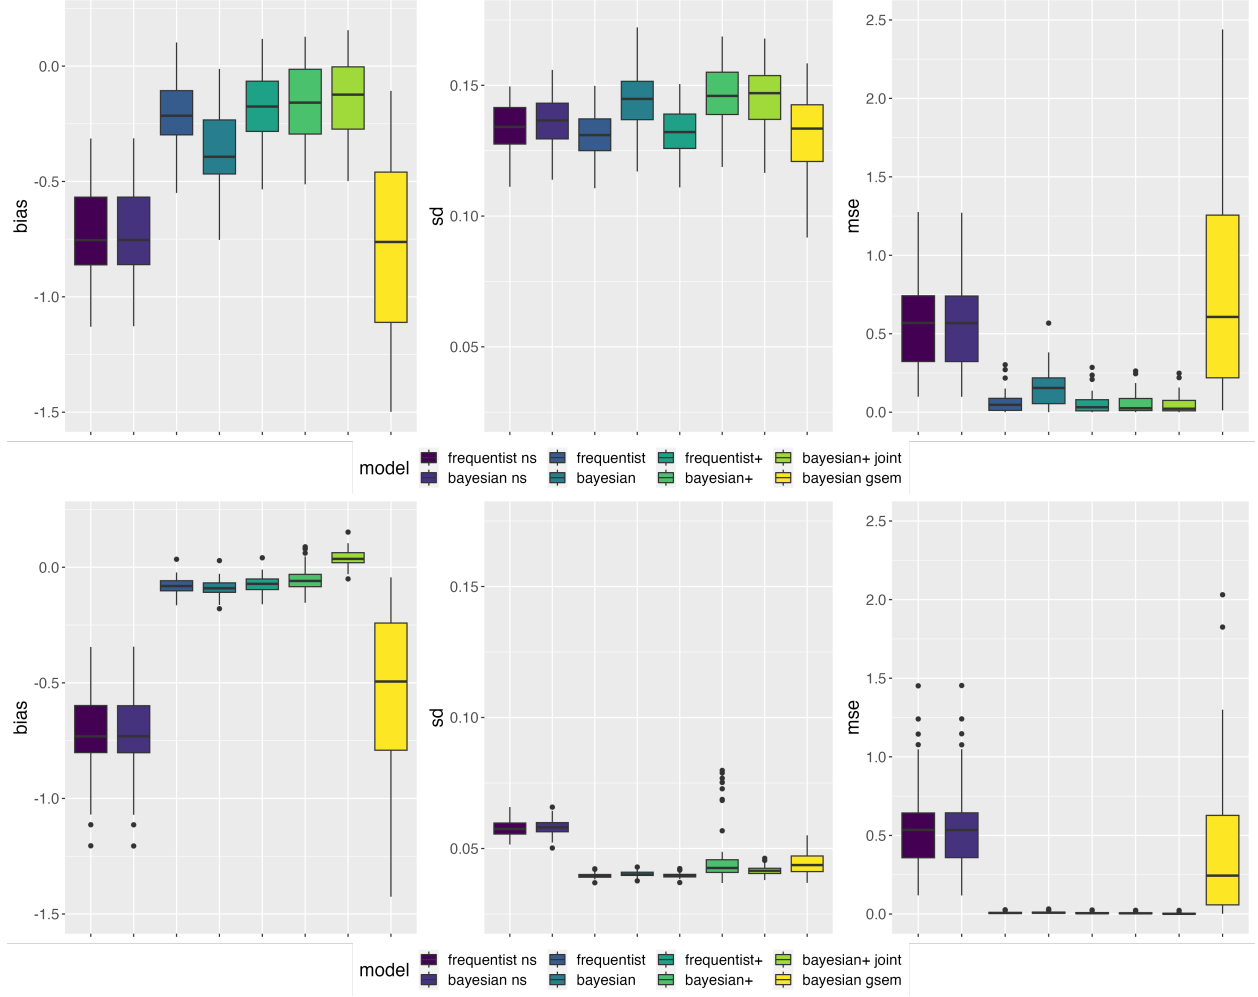 0.0
-0.5
-1.0
-1.5
bias
0.15
0.10
0.05
sd
2.5
2.0
1.5
1.0
0.5
0.0
mse
model
frequentist ns
frequentist
frequentist+
bayesian+ joint
bayesian ns
bayesian
bayesian+
bayesian gsem
0.0
-0.5
-1.0
-1.5
bias
0.15
0.10
0.05
sd
2.5
2.0
1.5
1.0
0.5
0.0
mse
model
frequentist ns
frequentist
frequentist+
bayesian+ joint
bayesian ns
bayesian
bayesian+
bayesian gsem